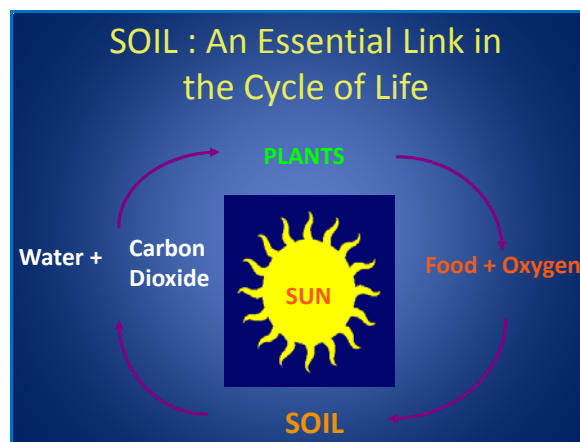 SOIL : An Essential Link in
the Cycle of Life
PLANTS
Water +
Carbon
Dioxide
SUN
Food + Oxygen
SOIL